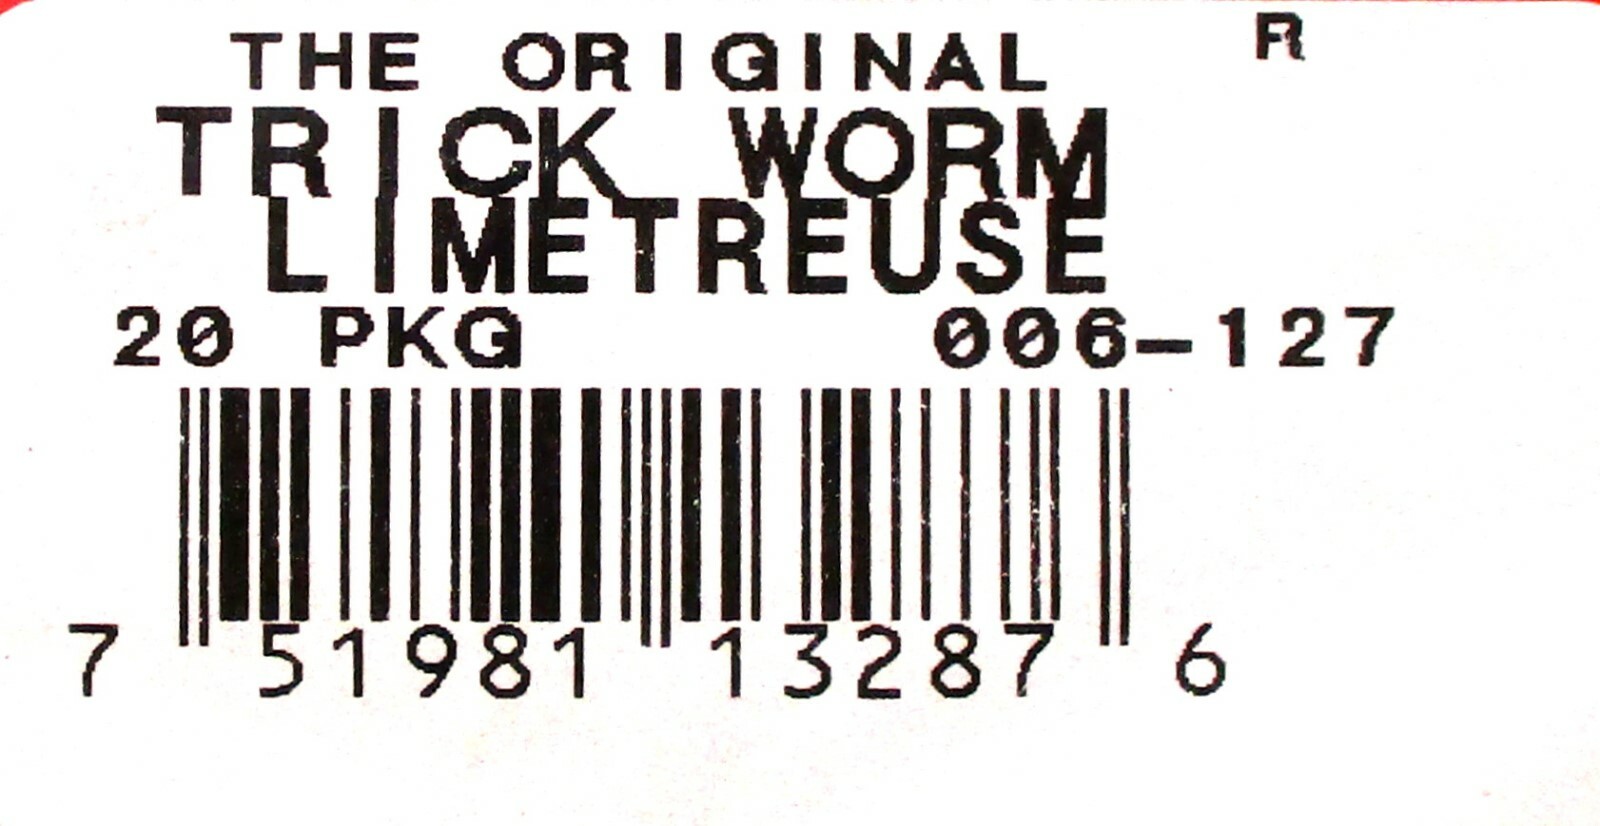 THE ORIGINAL R
TRICK WORM
LIMETREUSE
20 PKG 006-127
7 51981 13287 6